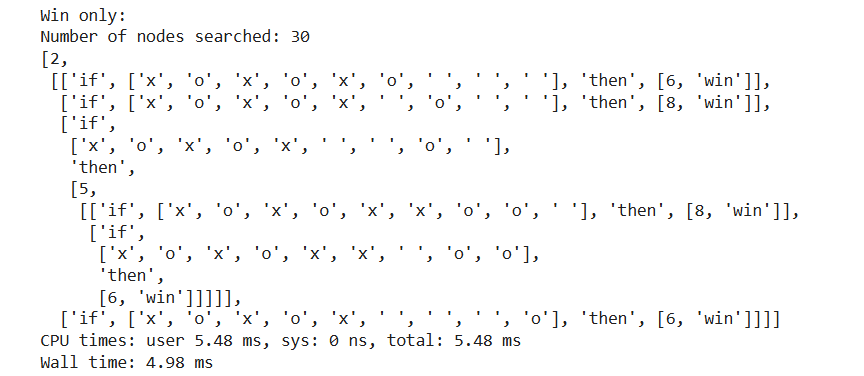 Win only:
Number of nodes searched: 30
[2,
 [['if', ['x', 'o', 'x', 'o', 'x', 'o', ' ', ' ', ' '], 'then', [6, 'win']],
  ['if', ['x', 'o', 'x', 'o', 'x', ' ', 'o', ' ', ' '], 'then', [8, 'win']],
  ['if',
   ['x', 'o', 'x', 'o', 'x', ' ', ' ', 'o', ' '],
   'then',
   [5,
    [['if', ['x', 'o', 'x', 'o', 'x', 'x', 'o', 'o', ' '], 'then', [8, 'win']],
     ['if',
      ['x', 'o', 'x', 'o', 'x', 'x', ' ', 'o', 'o'],
      'then',
      [6, 'win']]]]],
  ['if', ['x', 'o', 'x', 'o', 'x', ' ', ' ', ' ', 'o'], 'then', [6, 'win']]]]
CPU times: user 5.48 ms, sys: 0 ns, total: 5.48 ms
Wall time: 4.98 ms